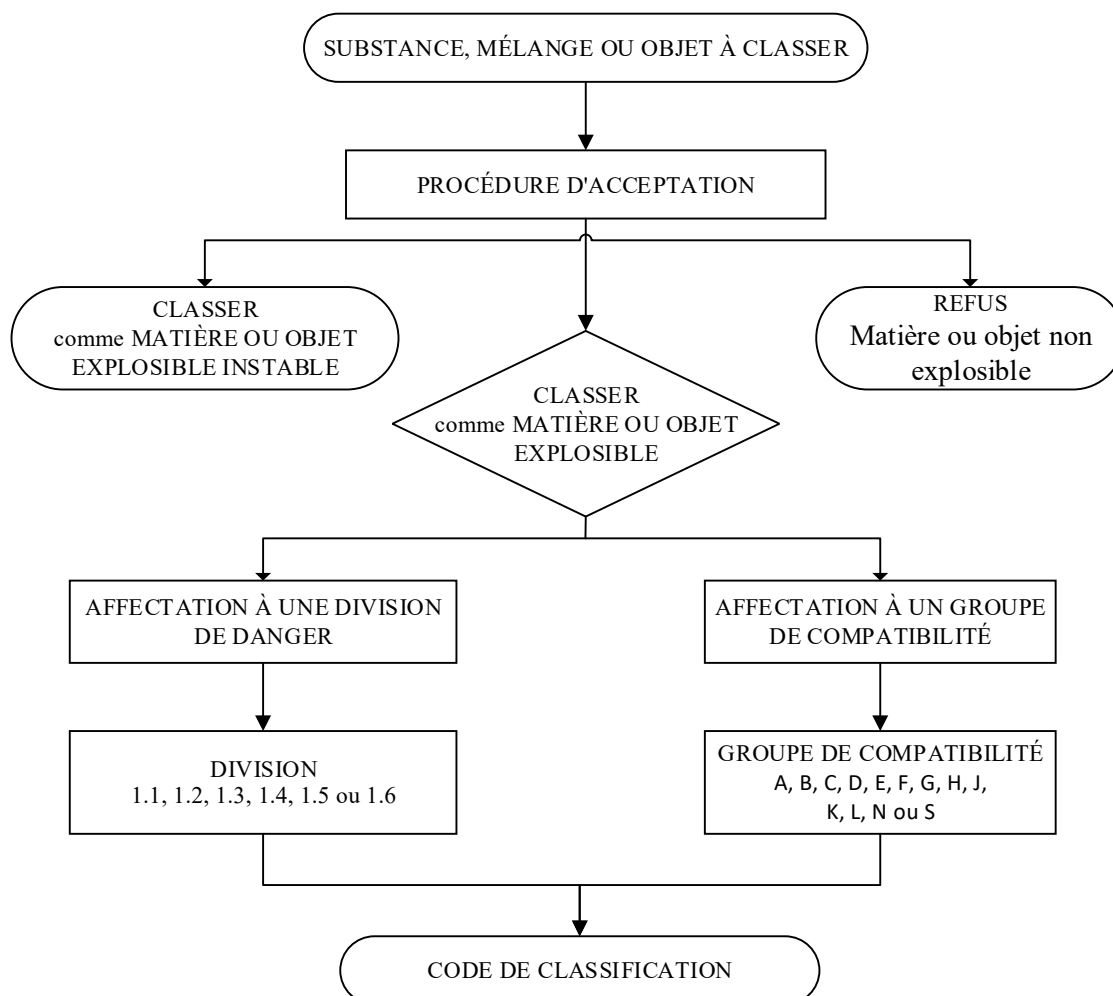 SUBSTANCE, MÉLANGE OU OBJET À CLASSER
PROCÉDURE D'ACCEPTATION
CLASSER
comme MATIÈRE OU OBJET
EXPLOSIBLE INSTABLE
REFUS
Matière ou objet non
explosible
CLASSER
comme MATIÈRE OU OBJET
EXPLOSIBLE
AFFECTATION À UNE DIVISION
DE DANGER
AFFECTATION À UN GROUPE
DE COMPATIBILITÉ
DIVISION
1.1, 1.2, 1.3, 1.4, 1.5 ou 1.6
GROUPE DE COMPATIBILITÉ
A, B, C, D, E, F, G, H, J,
K, L, N ou S
CODE DE CLASSIFICATION